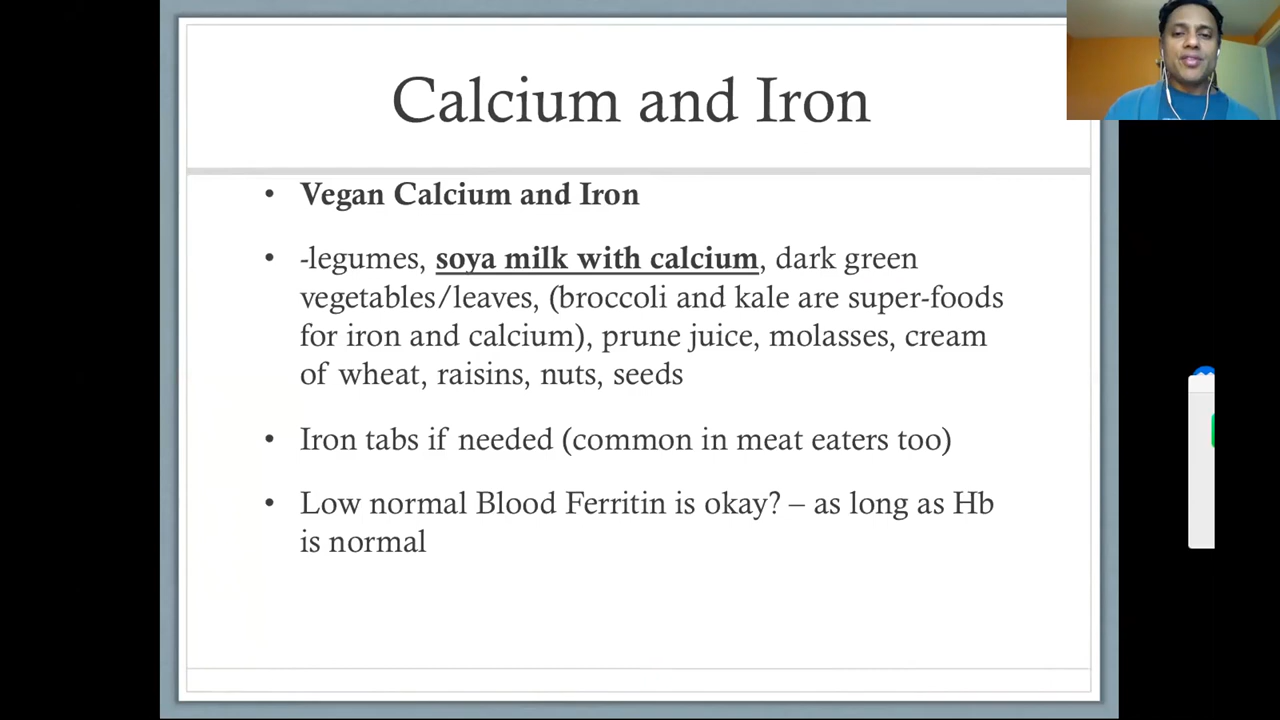 Calcium and Iron
• Vegan Calcium and Iron
• -legumes, soya milk with calcium, dark green
vegetables/leaves, (broccoli and kale are super-foods
for iron and calcium), prune juice, molasses, cream
of wheat, raisins, nuts, seeds
• Iron tabs if needed (common in meat eaters too)
• Low normal Blood Ferritin is okay? – as long as Hb
is normal